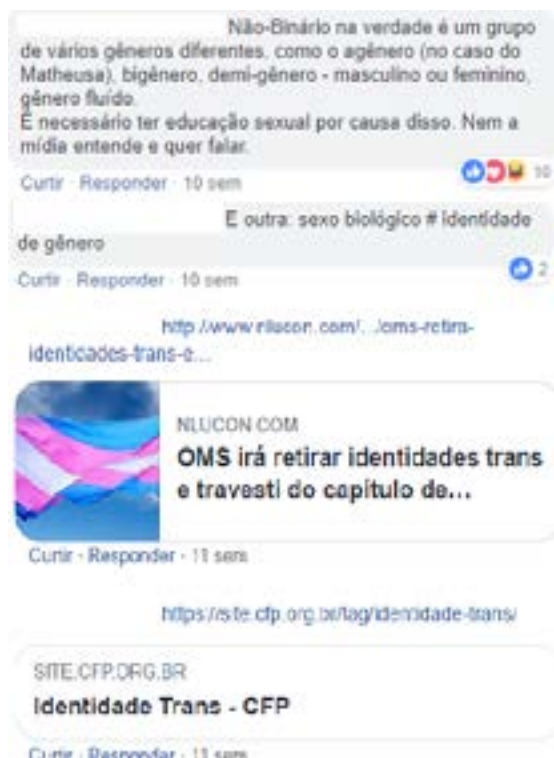 Não-Binário na verdade é um grupo
de vários gêneros diferentes, como o agênero (no caso do
Matheusa), bigênero, demi-gênero - masculino ou feminino,
gênero fluído.
É necessário ter educação sexual por causa disso. Nem a
mídia entende e quer falar.
Curtir · Responder · 10 sem
10
E outra: sexo biológico # identidade
de gênero
Curtir · Responder · 10 sem
2
http://www.nlucon.com/.../oms-retira-
identidades-trans-e...
NLUCON.COM
OMS irá retirar identidades trans
e travesti do capítulo de...
Curtir · Responder · 11 sem
https://site.cfp.org.br/tag/identidade-trans/
SITE.CFP.ORG.BR
Identidade Trans - CFP
Curtir · Responder · 11 sem